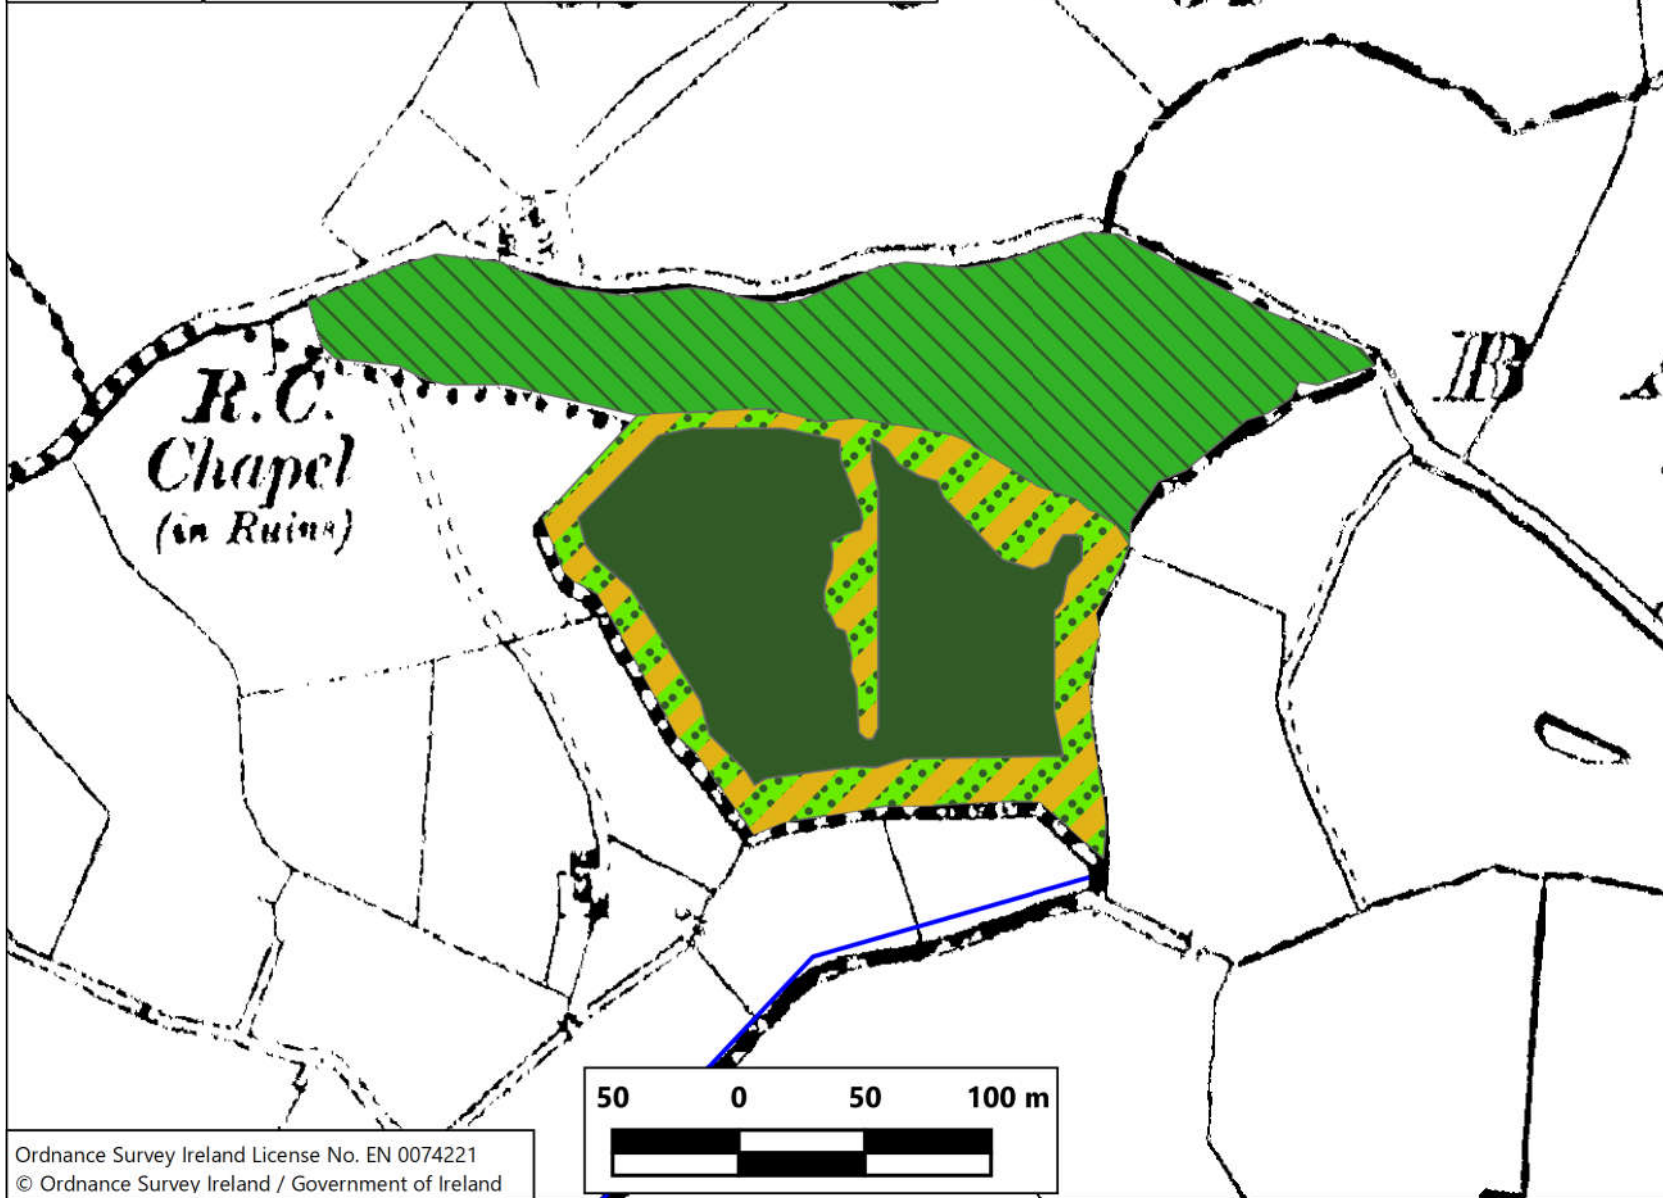 R.C.
Chapel
(in Ruins)
B
50 0 50 100 m
Ordnance Survey Ireland License No. EN 0074221
© Ordnance Survey Ireland / Government of Ireland